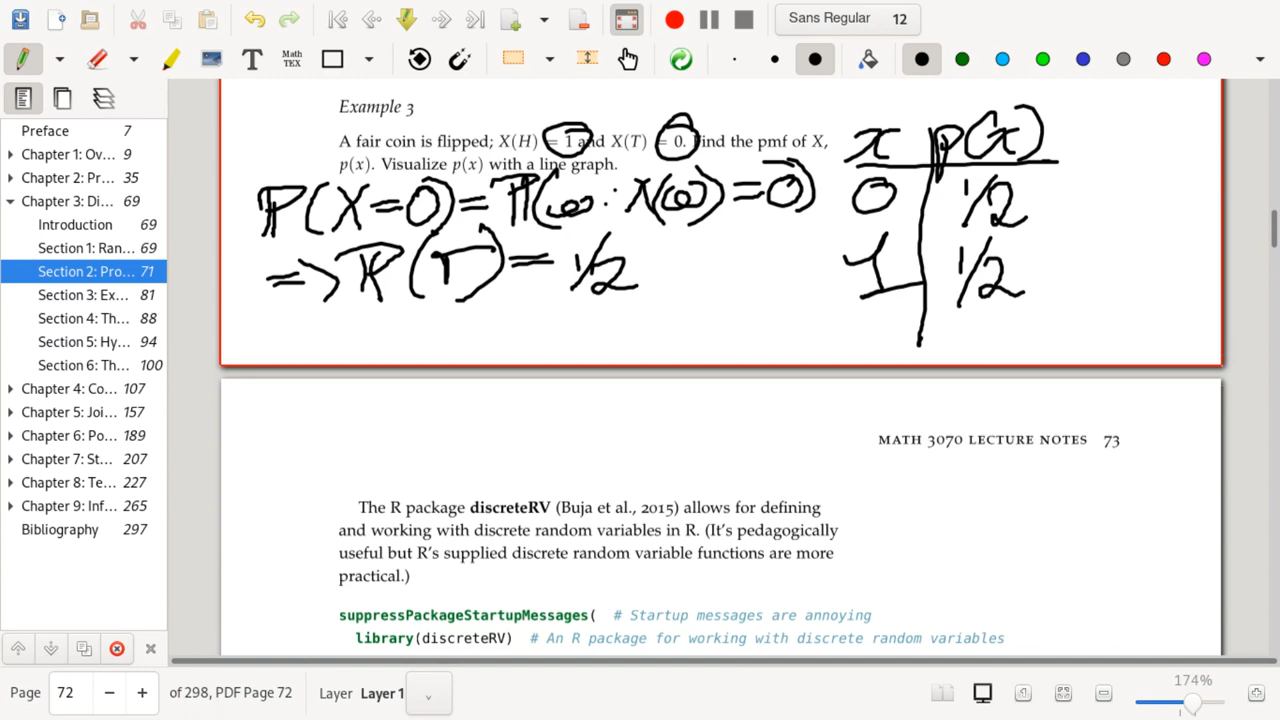 Sans Regular 12
T Math TEX
Preface 7
Chapter 1: Ov... 9
Chapter 2: Pr... 35
Chapter 3: Di... 69
Introduction 69
Section 1: Ran... 69
Section 2: Pro... 71
Section 3: Ex... 81
Section 4: Th... 88
Section 5: Hy... 94
Section 6: Th... 100
Chapter 4: Co... 107
Chapter 5: Joi... 157
Chapter 6: Po... 189
Chapter 7: St... 207
Chapter 8: Te... 227
Chapter 9: Inf... 265
Bibliography 297
Example 3
A fair coin is flipped; X(H) = 1 and X(T) = 0. Find the pmf of X,
p(x). Visualize p(x) with a line graph.
ℙ(X=0) = ℙ(ω: X(ω) = 0)
=> ℙ(T) = 1/2
x p(x)
0 1/2
1 1/2
MATH 3070 LECTURE NOTES 73
The R package discreteRV (Buja et al., 2015) allows for defining
and working with discrete random variables in R. (It's pedagogically
useful but R's supplied discrete random variable functions are more
practical.)
suppressPackageStartupMessages( # Startup messages are annoying
library(discreteRV) # An R package for working with discrete random variables
Page 72 − + of 298, PDF Page 72 Layer Layer 1 174%